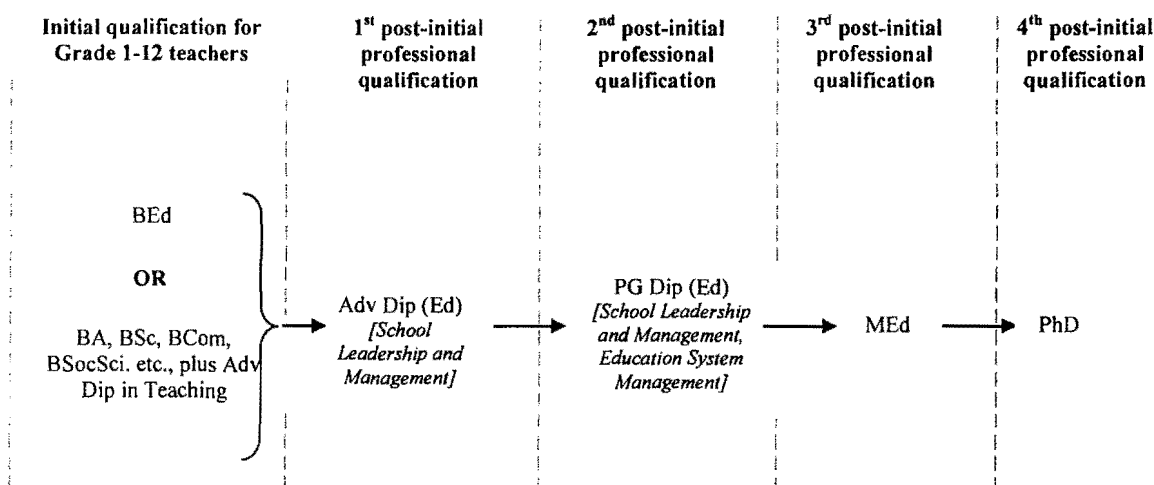 Initial qualification for
Grade 1-12 teachers
1st post-initial
professional
qualification
2nd post-initial
professional
qualification
3rd post-initial
professional
qualification
4th post-initial
professional
qualification
BEd
OR
BA, BSc, BCom,
BSocSci. etc., plus Adv
Dip in Teaching
Adv Dip (Ed)
[School
Leadership and
Management]
PG Dip (Ed)
[School Leadership
and Management,
Education System
Management]
MEd
PhD